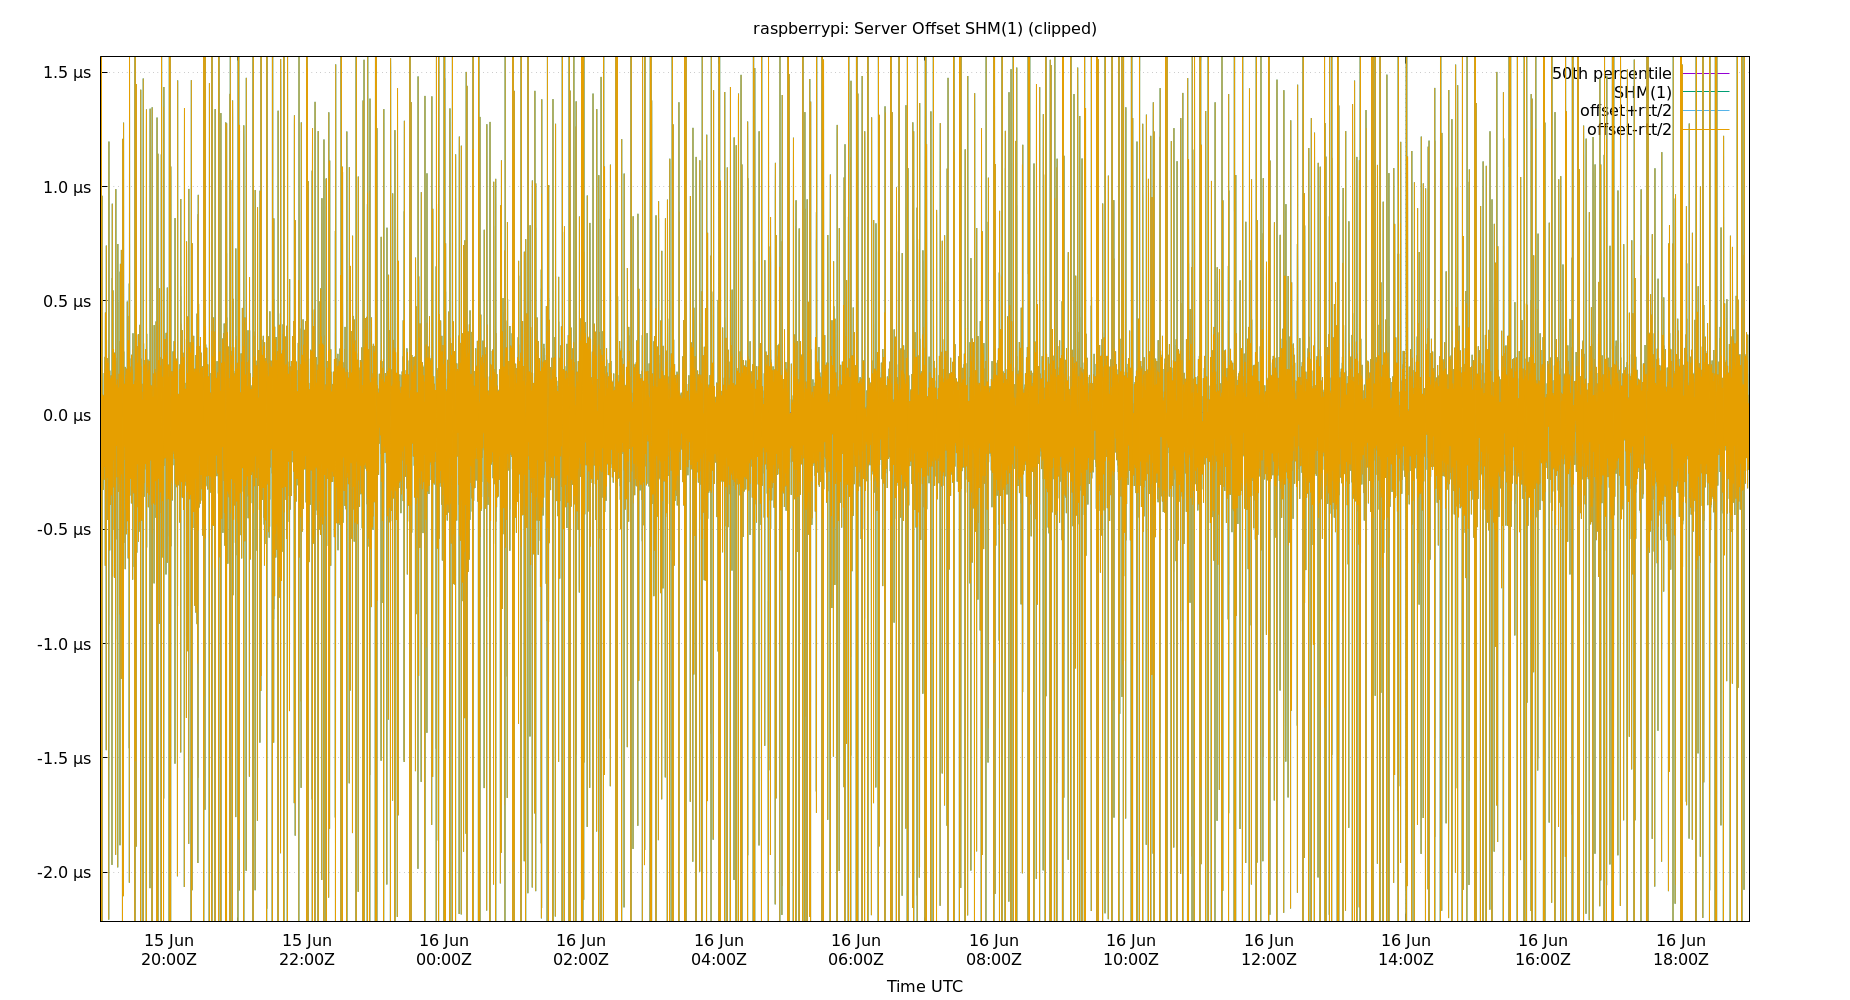 raspberrypi: Server Offset SHM(1) (clipped)
1.5 µs
1.0 µs
0.5 µs
0.0 µs
-0.5 µs
-1.0 µs
-1.5 µs
-2.0 µs
50th percentile
SHM(1)
offset+rtt/2
offset-rtt/2
15 Jun 15 Jun 16 Jun 16 Jun 16 Jun 16 Jun 16 Jun 16 Jun 16 Jun 16 Jun 16 Jun 16 Jun
20:00Z 22:00Z 00:00Z 02:00Z 04:00Z 06:00Z 08:00Z 10:00Z 12:00Z 14:00Z 16:00Z 18:00Z
Time UTC